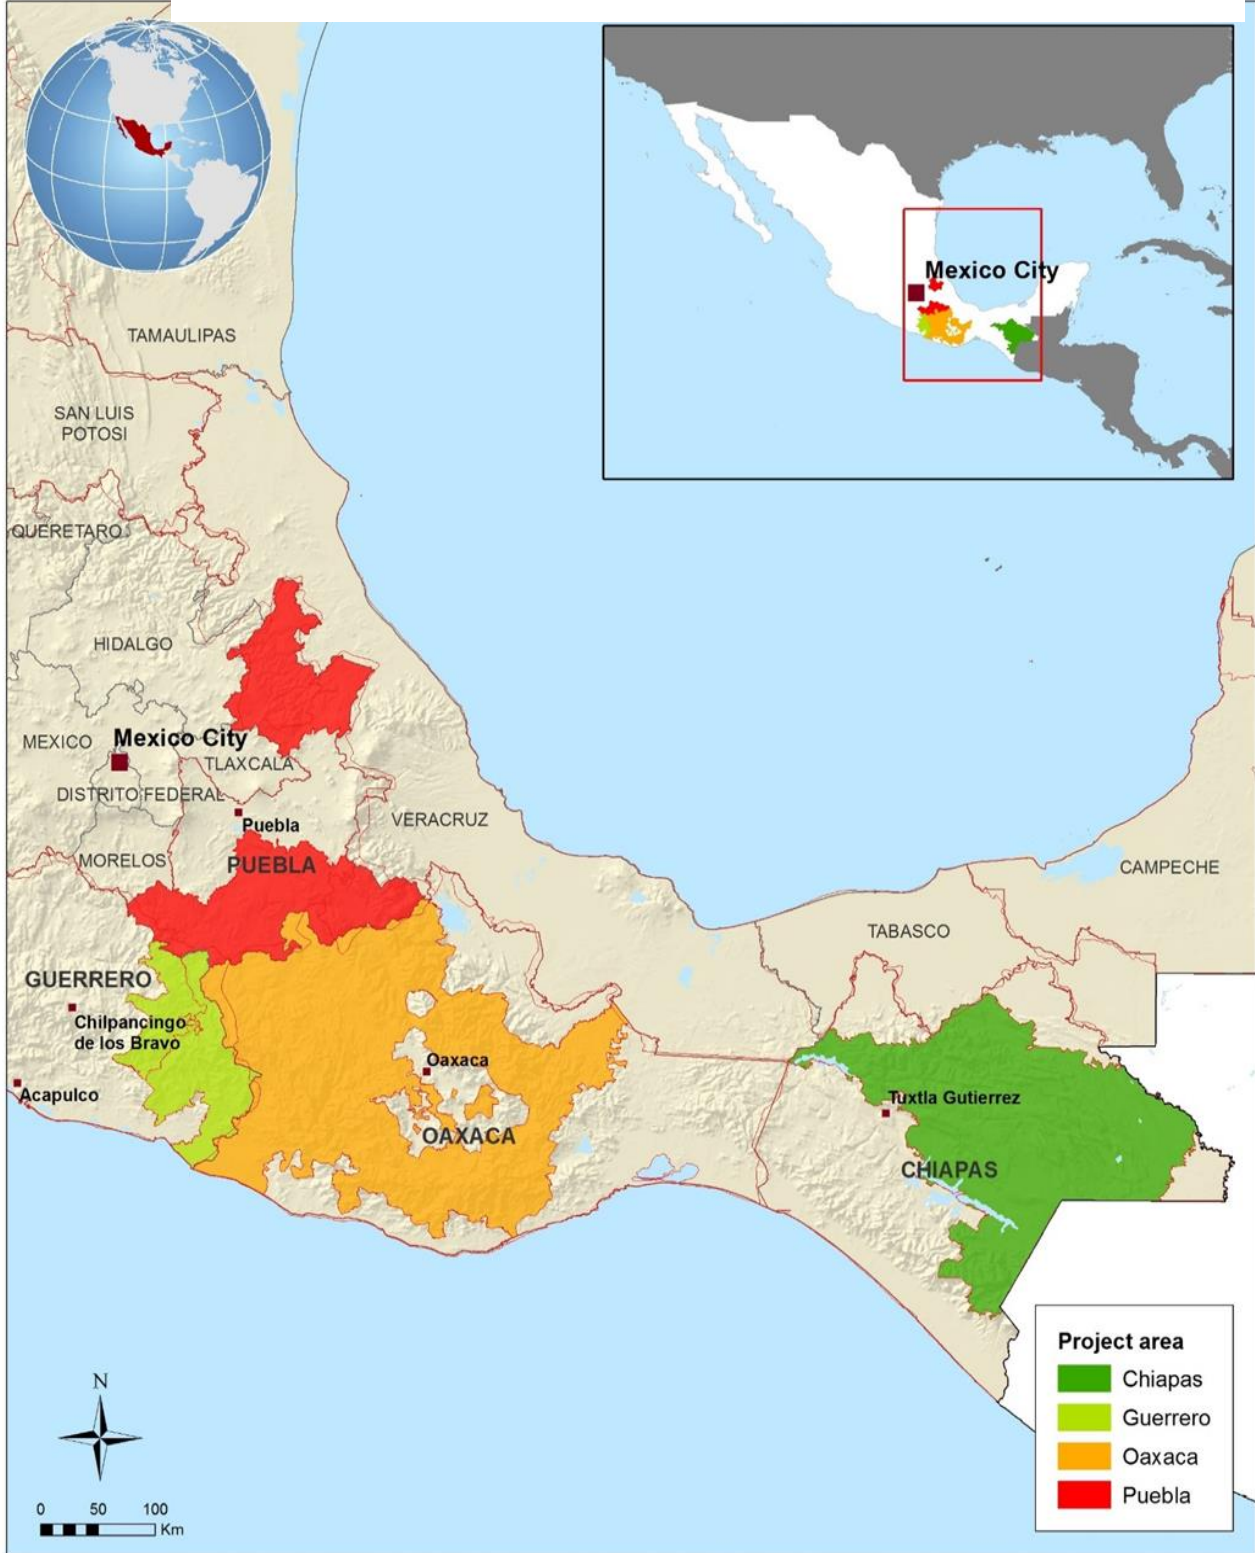 Mexico City
TAMAULIPAS
SAN LUIS
POTOSI
QUERETARO
HIDALGO
MEXICO
Mexico City
TLAXCALA
DISTRITO FEDERAL
Puebla
VERACRUZ
MORELOS
PUEBLA
CAMPECHE
TABASCO
GUERRERO
Chilpancingo
de los Bravo
Oaxaca
Acapulco
Tuxtla Gutierrez
OAXACA
CHIAPAS
Project area
Chiapas
Guerrero
Oaxaca
Puebla
N
0 50 100
Km